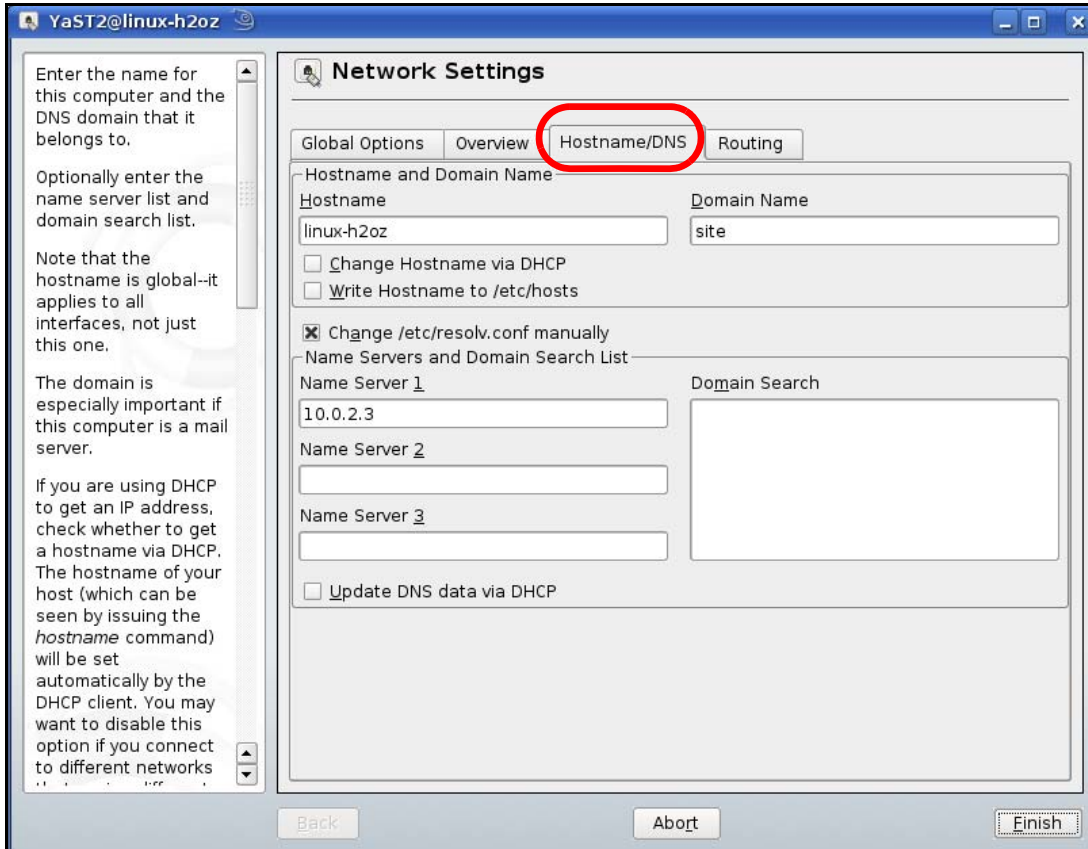 YaST2@linux-h2oz
Enter the name for
this computer and the
DNS domain that it
belongs to.
Optionally enter the
name server list and
domain search list.
Note that the
hostname is global--it
applies to all
interfaces, not just
this one.
The domain is
especially important if
this computer is a mail
server.
If you are using DHCP
to get an IP address,
check whether to get
a hostname via DHCP.
The hostname of your
host (which can be
seen by issuing the
hostname command)
will be set
automatically by the
DHCP client. You may
want to disable this
option if you connect
to different networks
Network Settings
Global Options Overview Hostname/DNS Routing
Hostname and Domain Name
Hostname Domain Name
linux-h2oz site
Change Hostname via DHCP
Write Hostname to /etc/hosts
Change /etc/resolv.conf manually
Name Servers and Domain Search List
Name Server 1 Domain Search
10.0.2.3
Name Server 2
Name Server 3
Update DNS data via DHCP
Back Abort Finish